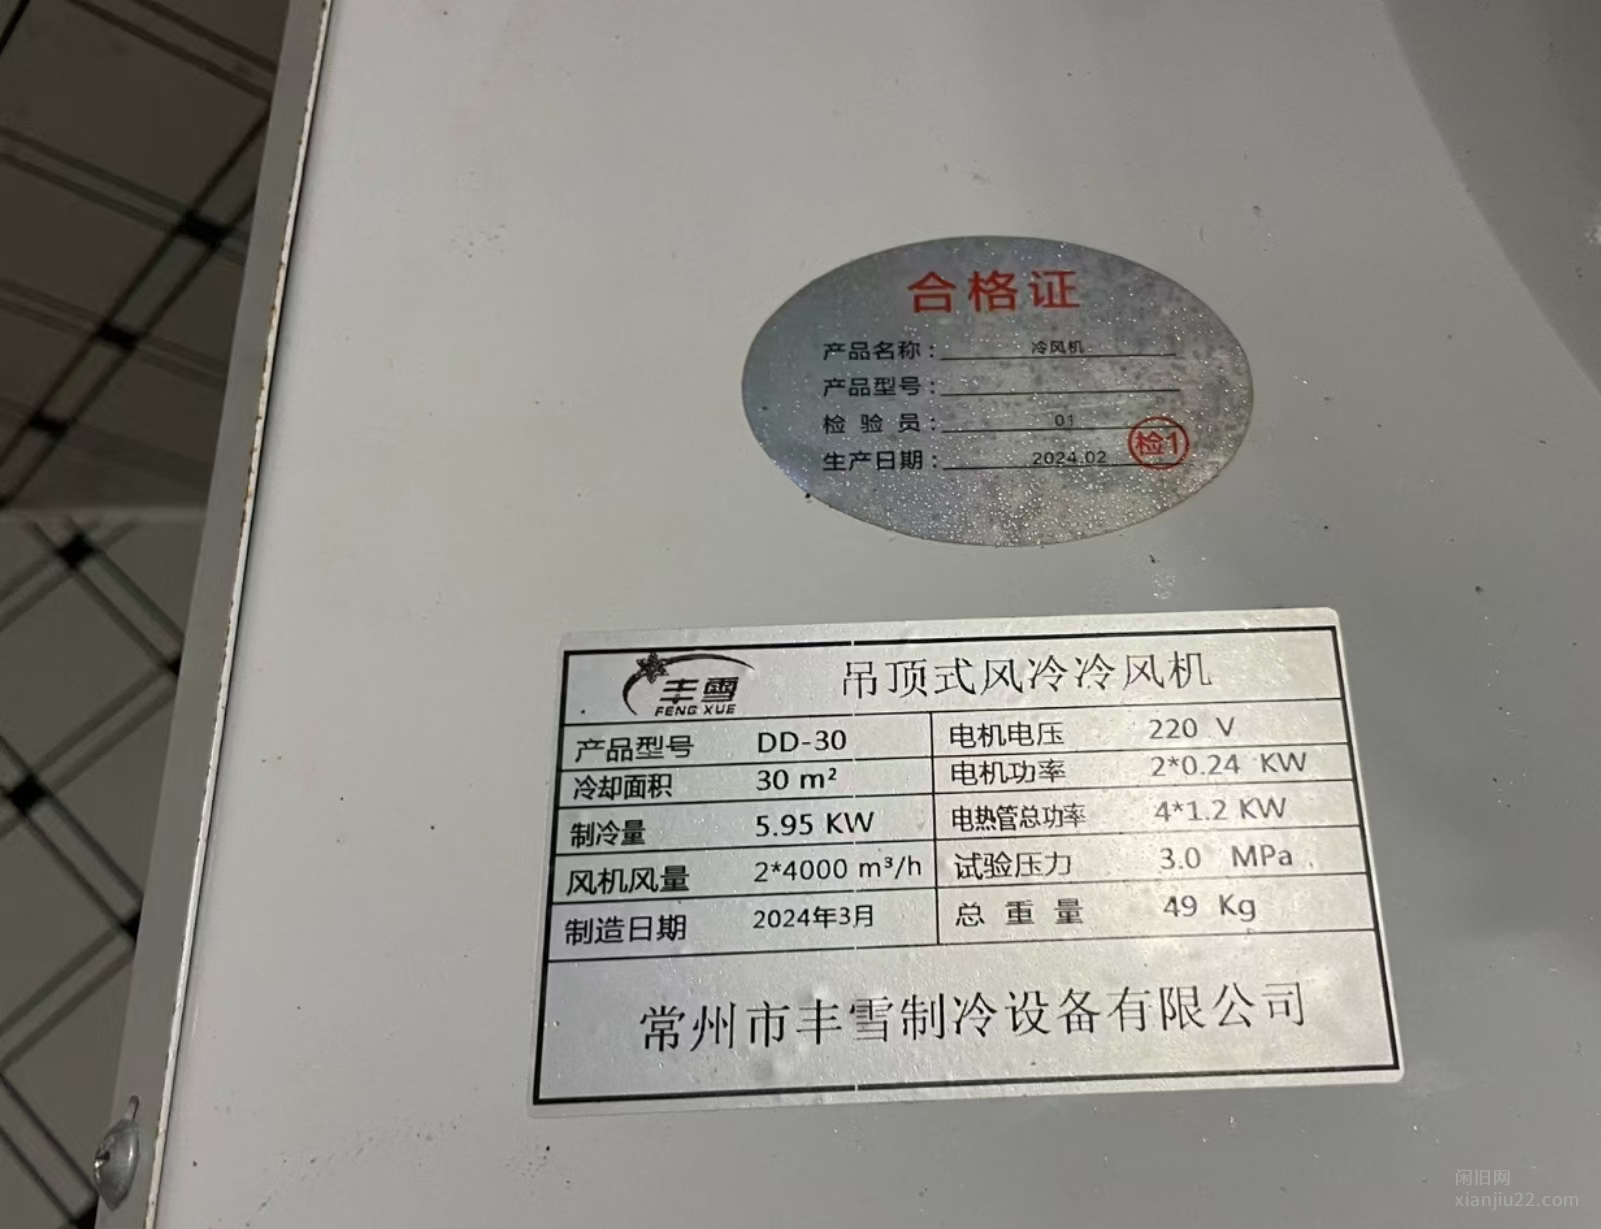 合格证
产品名称：冷风机
产品型号：
检验员：01
生产日期：2024.02
检1
丰雪
FENG XUE
吊顶式风冷冷风机
产品型号 DD-30 电机电压 220 V
冷却面积 30 m² 电机功率 2*0.24 KW
制冷量 5.95 KW 电热管总功率 4*1.2 KW
风机风量 2*4000 m³/h 试验压力 3.0 MPa
制造日期 2024年3月 总重量 49 Kg
常州市丰雪制冷设备有限公司
闲旧网
xianjiu22.com